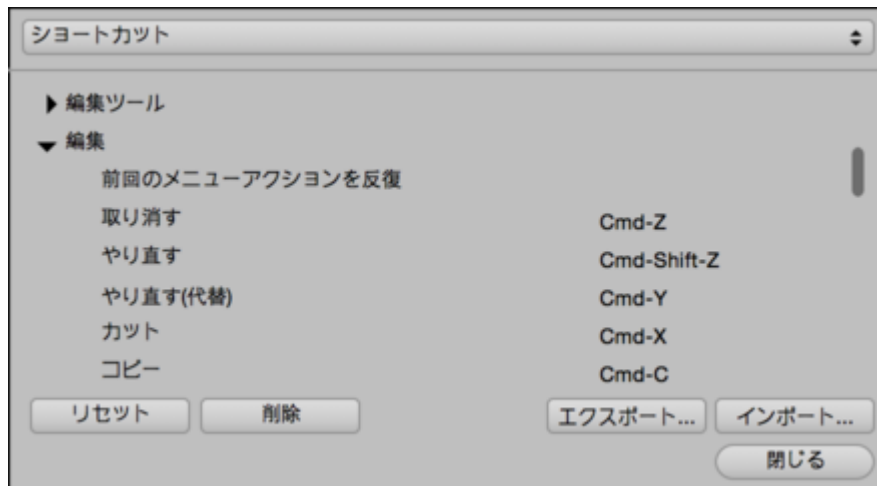 ショートカット
編集ツール
編集
前回のメニューアクションを反復
取り消す Cmd-Z
やり直す Cmd-Shift-Z
やり直す(代替) Cmd-Y
カット Cmd-X
コピー Cmd-C
リセット 削除 エクスポート... インポート...
閉じる